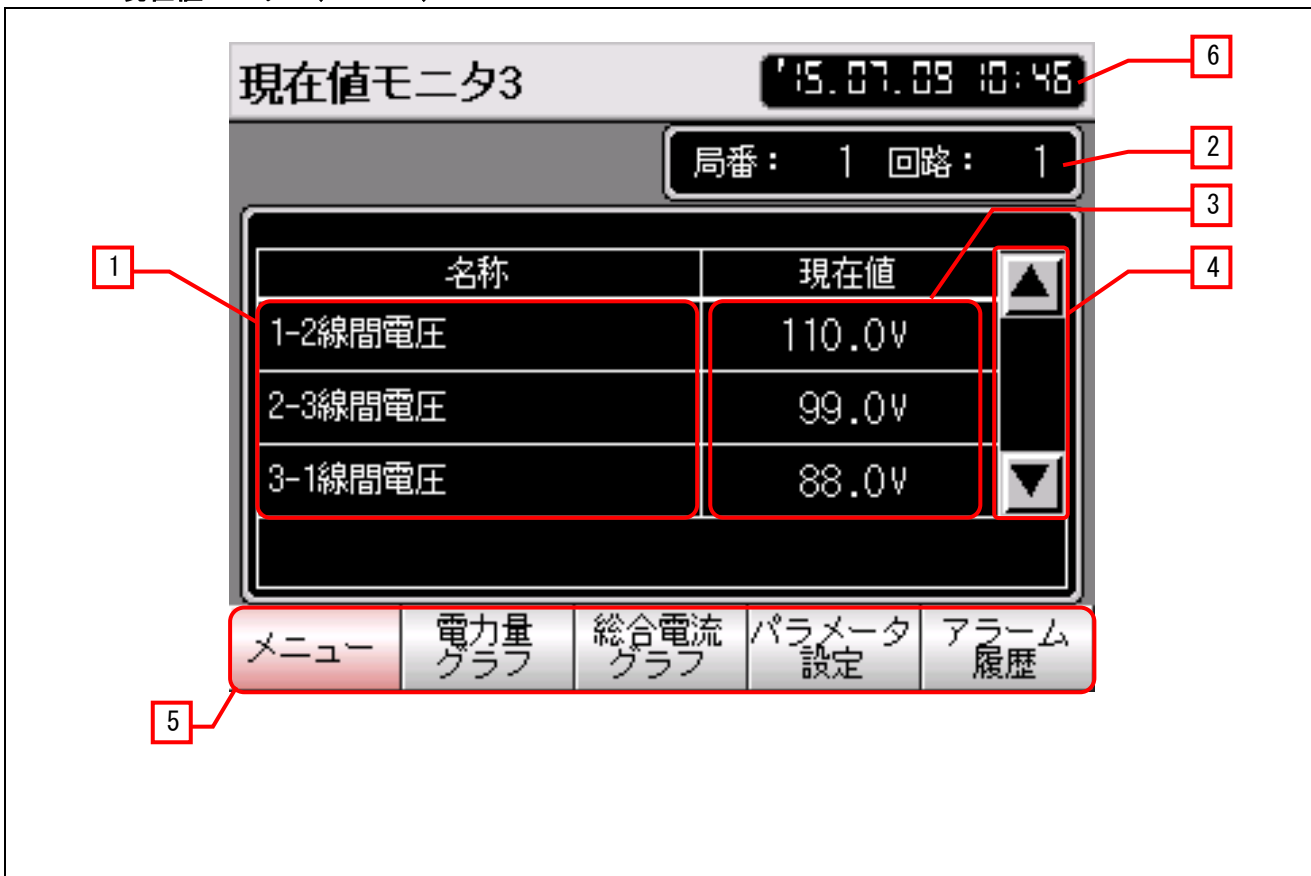 現在値モニタ3
'15.07.09 10:46
6
局番: 1 回路: 1
2
3
1
名称
現在値
4
1-2線間電圧
110.0V
2-3線間電圧
99.0V
3-1線間電圧
88.0V
メニュー
電力量
グラフ
総合電流
グラフ
パラメータ
設定
アラーム
履歴
5